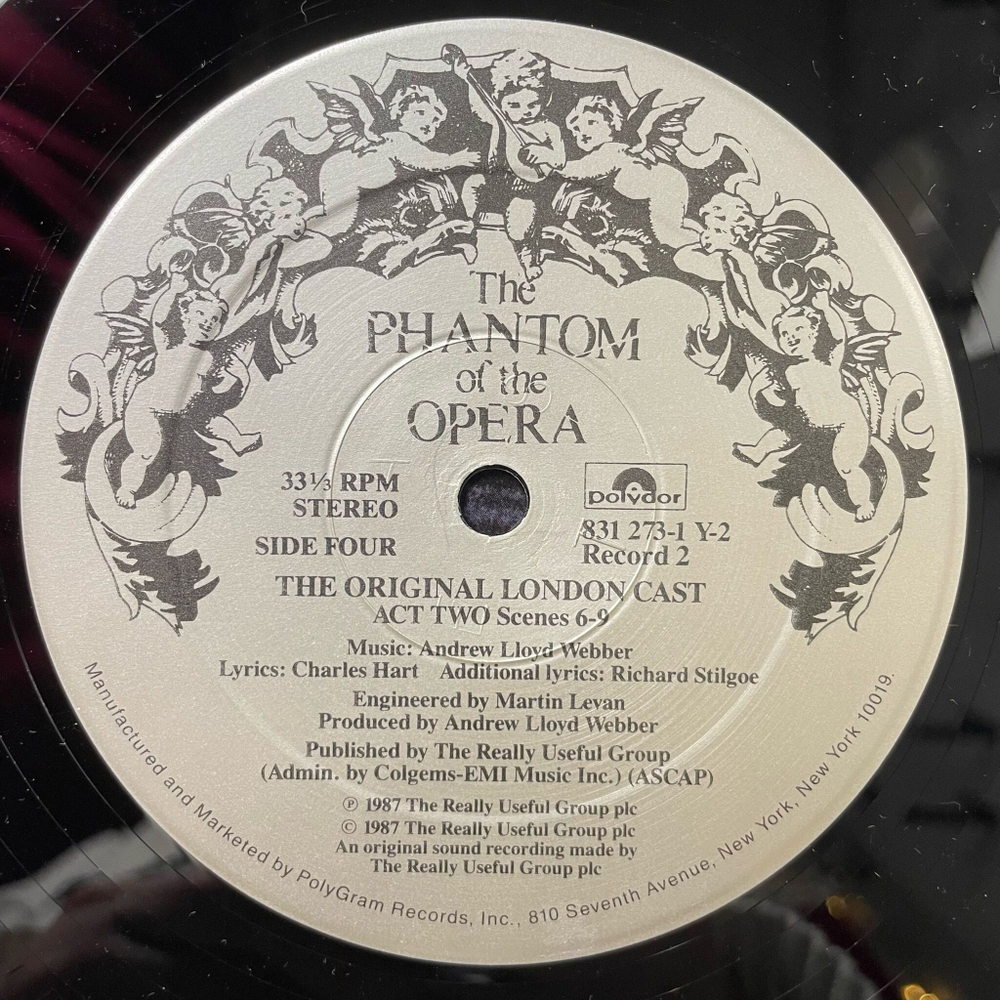 The
PHANTOM
of the
OPERA
33 1/3 RPM
STEREO
SIDE FOUR
polydor
831 273-1 Y-2
Record 2
THE ORIGINAL LONDON CAST
ACT TWO Scenes 6-9
Music: Andrew Lloyd Webber
Lyrics: Charles Hart Additional lyrics: Richard Stilgoe
Engineered by Martin Levan
Produced by Andrew Lloyd Webber
Published by The Really Useful Group
(Admin. by Colgems-EMI Music Inc.) (ASCAP)
℗ 1987 The Really Useful Group plc
© 1987 The Really Useful Group plc
An original sound recording made by
The Really Useful Group plc
Manufactured and Marketed by PolyGram Records, Inc., 810 Seventh Avenue, New York, New York 10019.